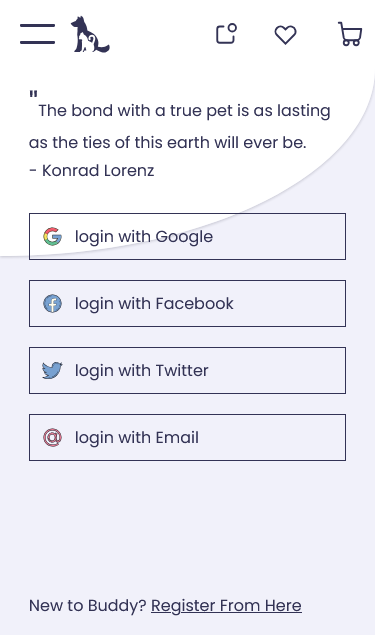 "The bond with a true pet is as lasting
as the ties of this earth will ever be.
- Konrad Lorenz
login with Google
login with Facebook
login with Twitter
login with Email
New to Buddy? Register From Here